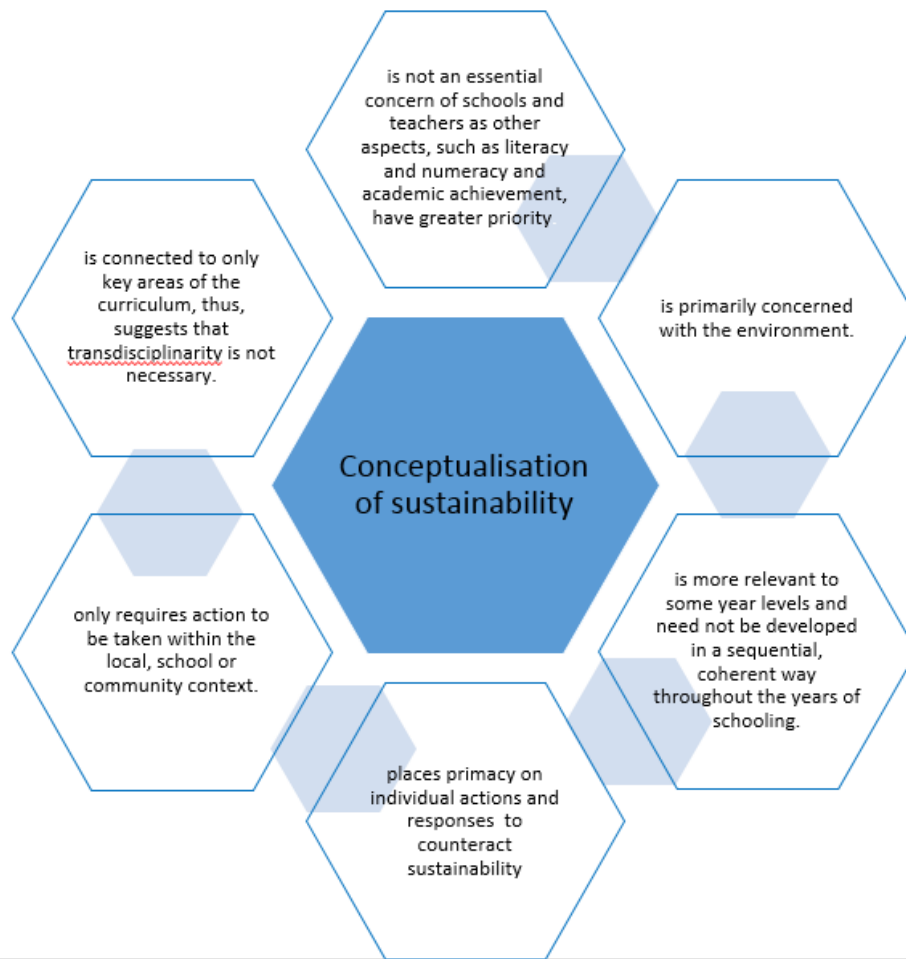 is not an essential
concern of schools and
teachers as other
aspects, such as literacy
and numeracy and
academic achievement,
have greater priority
is primarily concerned
with the environment.
is more relevant to
some year levels and
need not be developed
in a sequential,
coherent way
throughout the years of
schooling.
places primacy on
individual actions and
responses to
counteract
sustainability
only requires action to
be taken within the
local, school or
community context.
is connected to only
key areas of the
curriculum, thus,
suggests that
transdisciplinarity is not
necessary.
Conceptualisation
of sustainability